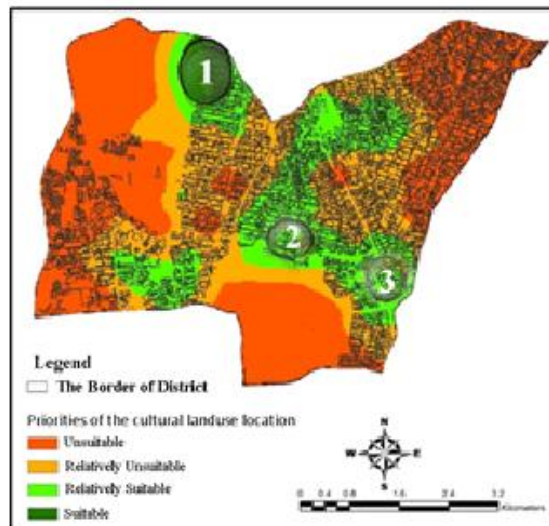 1
2
3
Legend
The Border of District
Priorities of the cultural landuse location
Unsuitable
Relatively Unsuitable
Relatively Suitable
Suitable
N
W E
S
0 0.4 0.8 1.6 2.4 3.2
Kilometers